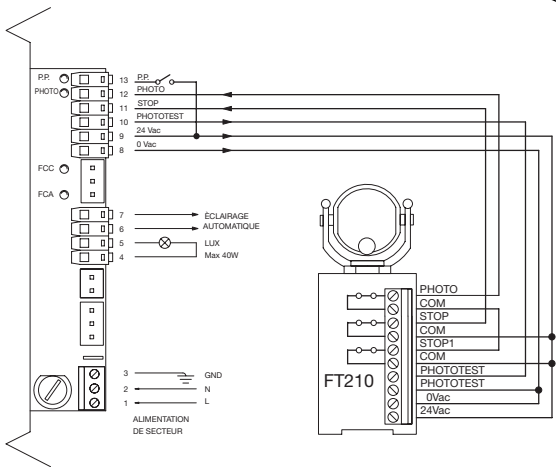 P.P. 13 P.P.
PHOTO 12 PHOTO
11 STOP
10 PHOTOTEST
9 24 Vac
8 0 Vac
FCC
FCA
7 ÉCLAIRAGE
6 AUTOMATIQUE
5 LUX
4 Max 40W
3 GND
2 N
1 L
ALIMENTATION
DE SECTEUR
FT210
PHOTO
COM
STOP
COM
STOP1
COM
PHOTOTEST
PHOTOTEST
0Vac
24Vac